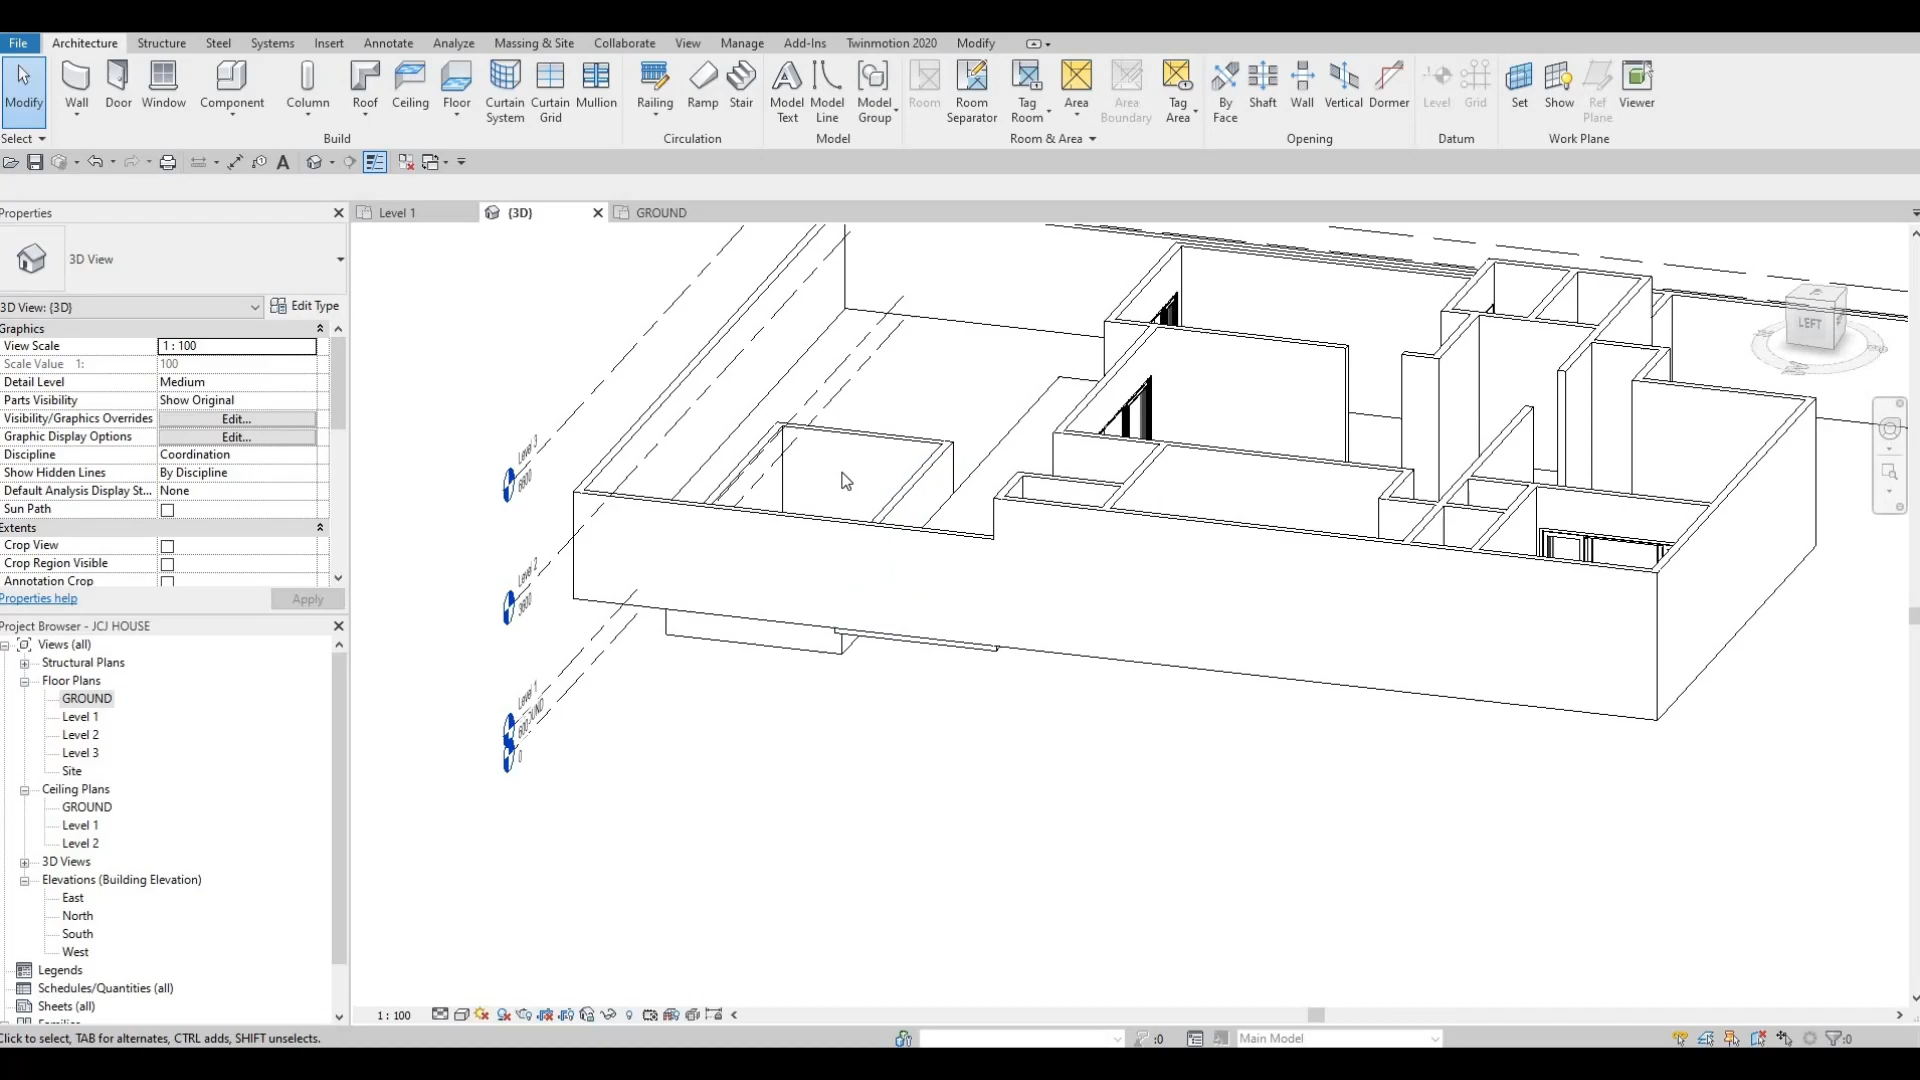 File Architecture Structure Steel Systems Insert Annotate Analyze Massing & Site Collaborate View Manage Add-Ins Twinmotion 2020 Modify
Modify Wall Door Window Component Column Roof Ceiling Floor Curtain System Curtain Grid Mullion Railing Ramp Stair Model Text Model Line Model Group Room Room Separator Tag Room Area Area Boundary Tag Area By Face Shaft Wall Vertical Dormer Level Grid Set Show Ref Plane Viewer
Select Build Circulation Model Room & Area Opening Datum Work Plane
Properties
Level 1 {3D} GROUND
3D View
3D View: {3D} Edit Type
Graphics
View Scale 1 : 100
Scale Value 1: 100
Detail Level Medium
Parts Visibility Show Original
Visibility/Graphics Overrides Edit...
Graphic Display Options Edit...
Discipline Coordination
Show Hidden Lines By Discipline
Default Analysis Display St... None
Sun Path
Extents
Crop View
Crop Region Visible
Annotation Crop
Properties help Apply
Project Browser - JCJ HOUSE
Views (all)
Structural Plans
Floor Plans
GROUND
Level 1
Level 2
Level 3
Site
Ceiling Plans
GROUND
Level 1
Level 2
3D Views
Elevations (Building Elevation)
East
North
South
West
Legends
Schedules/Quantities (all)
Sheets (all)
LEFT
Level 3
6600
Level 2
3600
Level 1
600
0
1 : 100
Click to select, TAB for alternates, CTRL adds, SHIFT unselects.
:0
Main Model
:0